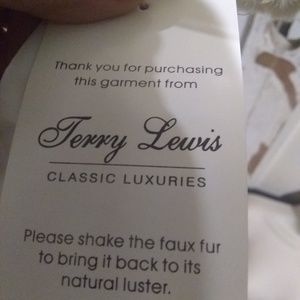 Thank you for purchasing
this garment from
Terry Lewis
CLASSIC LUXURIES
Please shake the faux fur
to bring it back to its
natural luster.